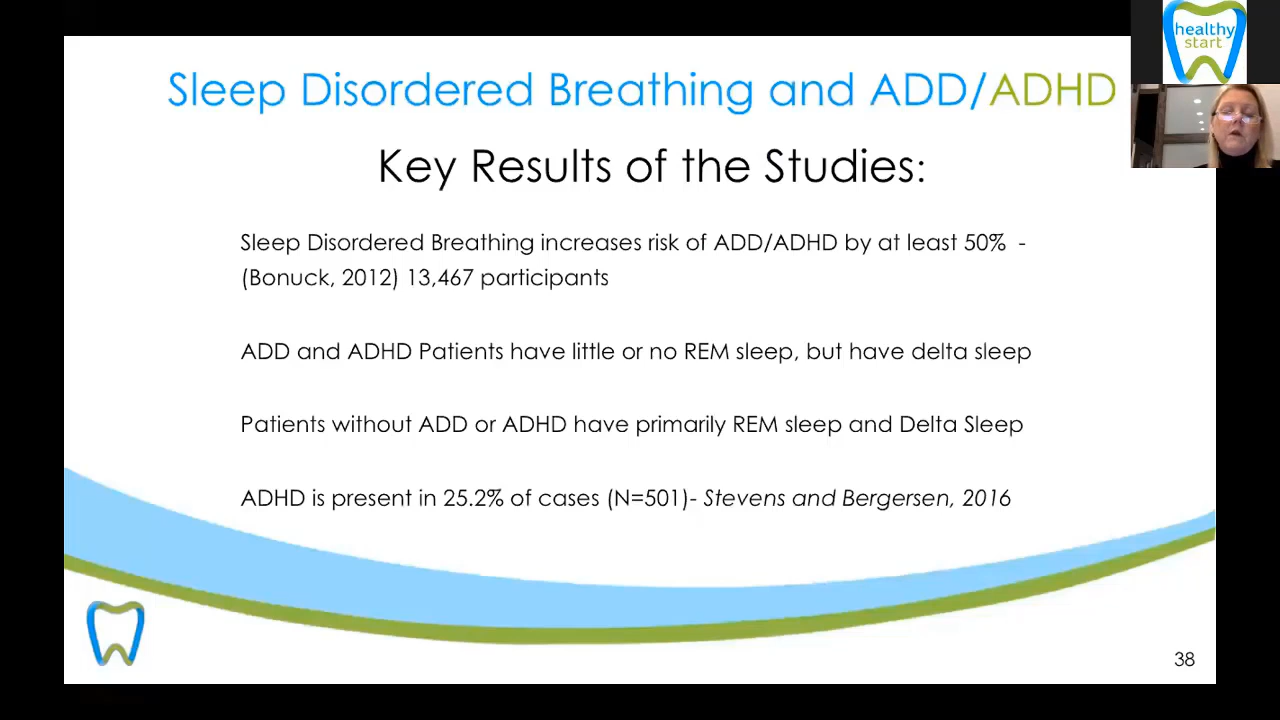 healthy
start
Sleep Disordered Breathing and ADD/ADHD
Key Results of the Studies:
Sleep Disordered Breathing increases risk of ADD/ADHD by at least 50%  -
(Bonuck, 2012) 13,467 participants
ADD and ADHD Patients have little or no REM sleep, but have delta sleep
Patients without ADD or ADHD have primarily REM sleep and Delta Sleep
ADHD is present in 25.2% of cases (N=501)- Stevens and Bergersen, 2016
38